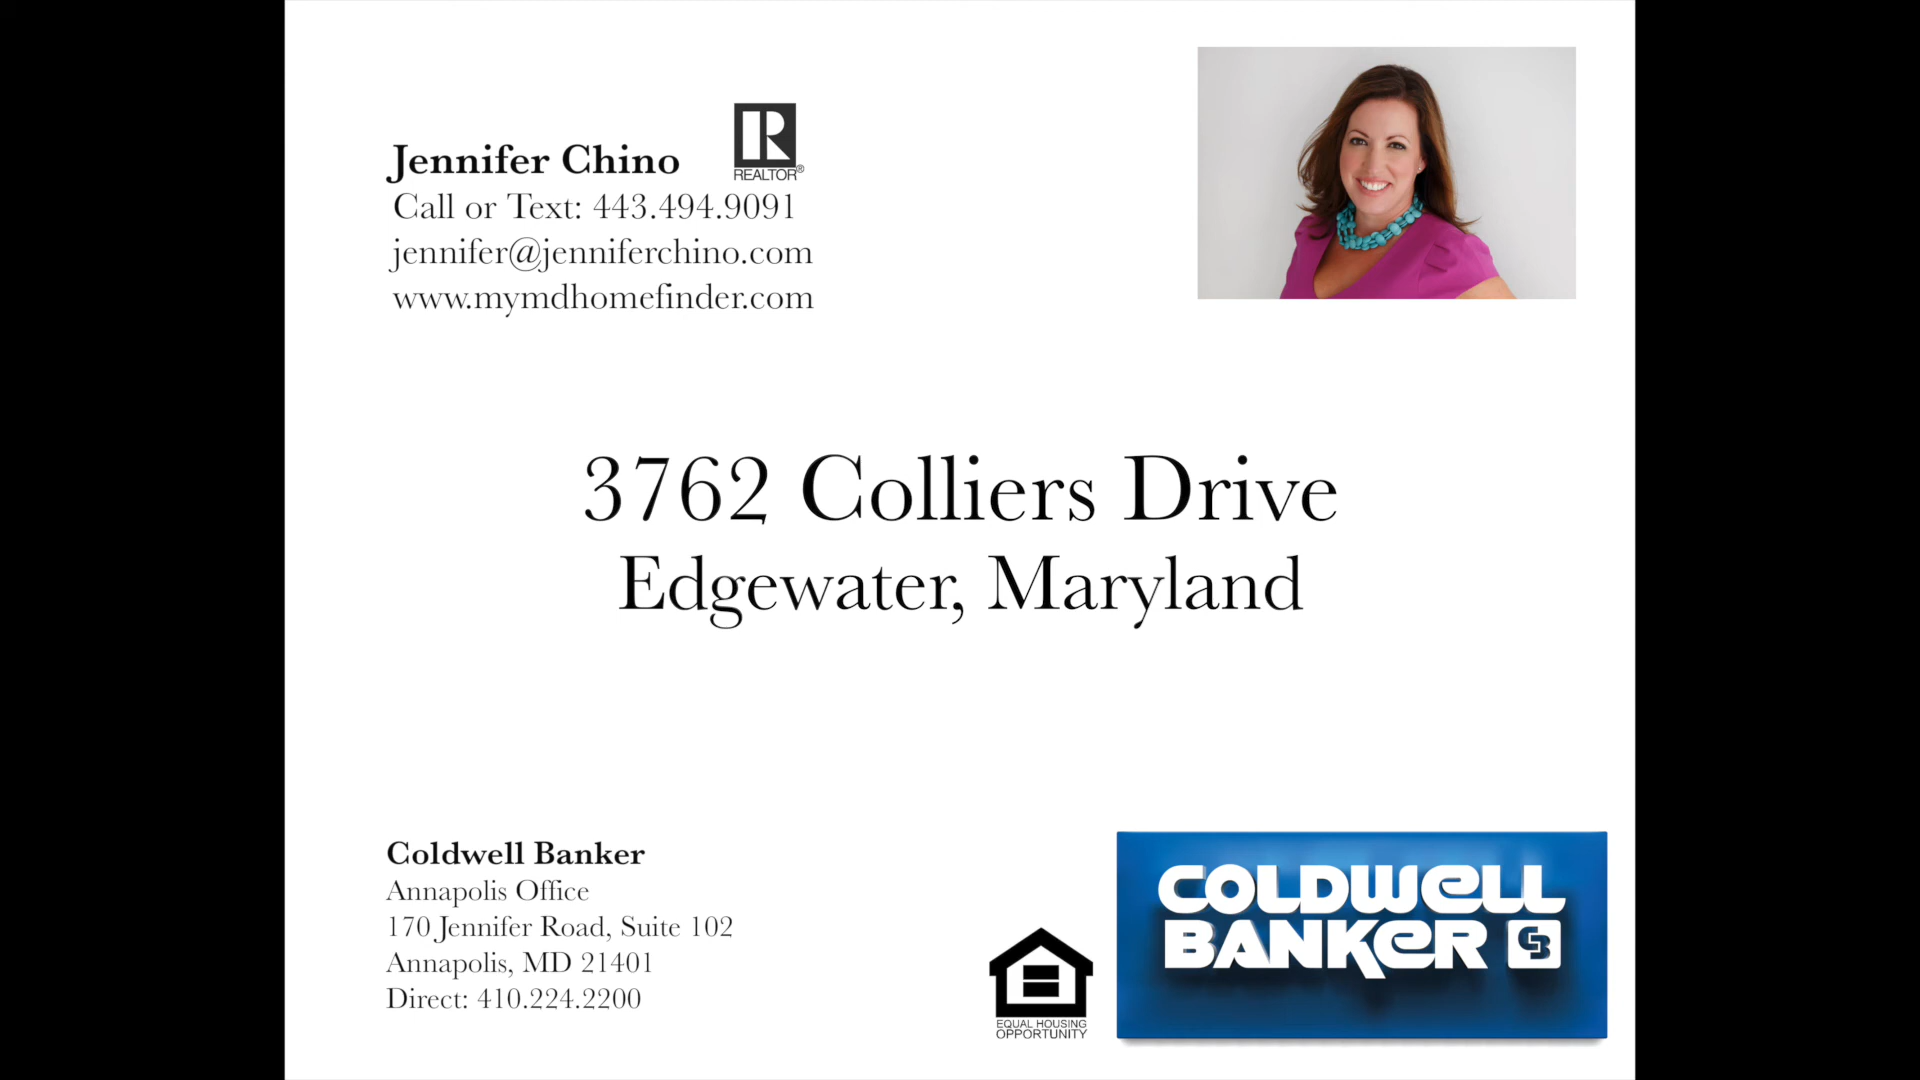 Jennifer Chino
REALTOR®
Call or Text: 443.494.9091
jennifer@jenniferchino.com
www.mymdhomefinder.com
3762 Colliers Drive
Edgewater, Maryland
Coldwell Banker
Annapolis Office
170 Jennifer Road, Suite 102
Annapolis, MD 21401
Direct: 410.224.2200
EQUAL HOUSING
OPPORTUNITY
COLDWELL
BANKER CB